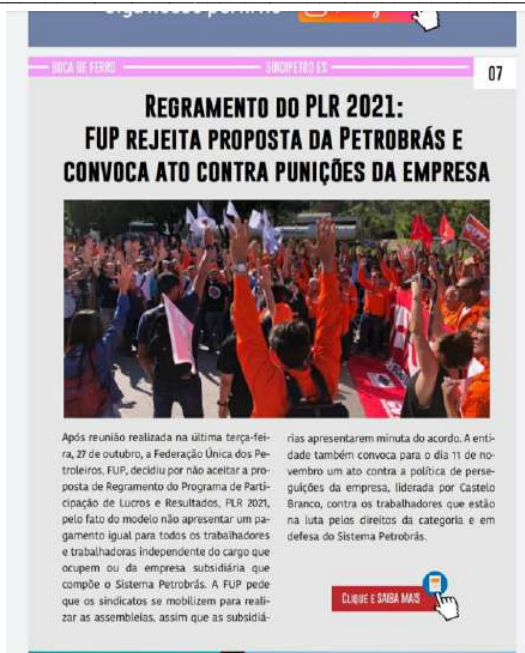 BOCA DE FERRO
SINDIPETRO ES
07
REGRAMENTO DO PLR 2021:
FUP REJEITA PROPOSTA DA PETROBRÁS E
CONVOCA ATO CONTRA PUNIÇÕES DA EMPRESA
Após reunião realizada na última terça-fei-
ra, 27 de outubro, a Federação Única dos Pe-
troleiros, FUP, decidiu por não aceitar a pro-
posta de Regramento do Programa de Parti-
cipação de Lucros e Resultados, PLR 2021,
pelo fato do modelo não apresentar um pa-
gamento igual para todos os trabalhadores
e trabalhadoras independente do cargo que
ocupem ou da empresa subsidiária que
compõe o Sistema Petrobrás. A FUP pede
que os sindicatos se mobilizem para reali-
zar as assembleias, assim que as subsidiá-
rias apresentarem minuta do acordo. A enti-
dade também convoca para o dia 11 de no-
vembro um ato contra a política de perse-
guições da empresa, liderada por Castelo
Branco, contra os trabalhadores que estão
na luta pelos direitos da categoria e em
defesa do Sistema Petrobrás.
CLIQUE E SAIBA MAIS